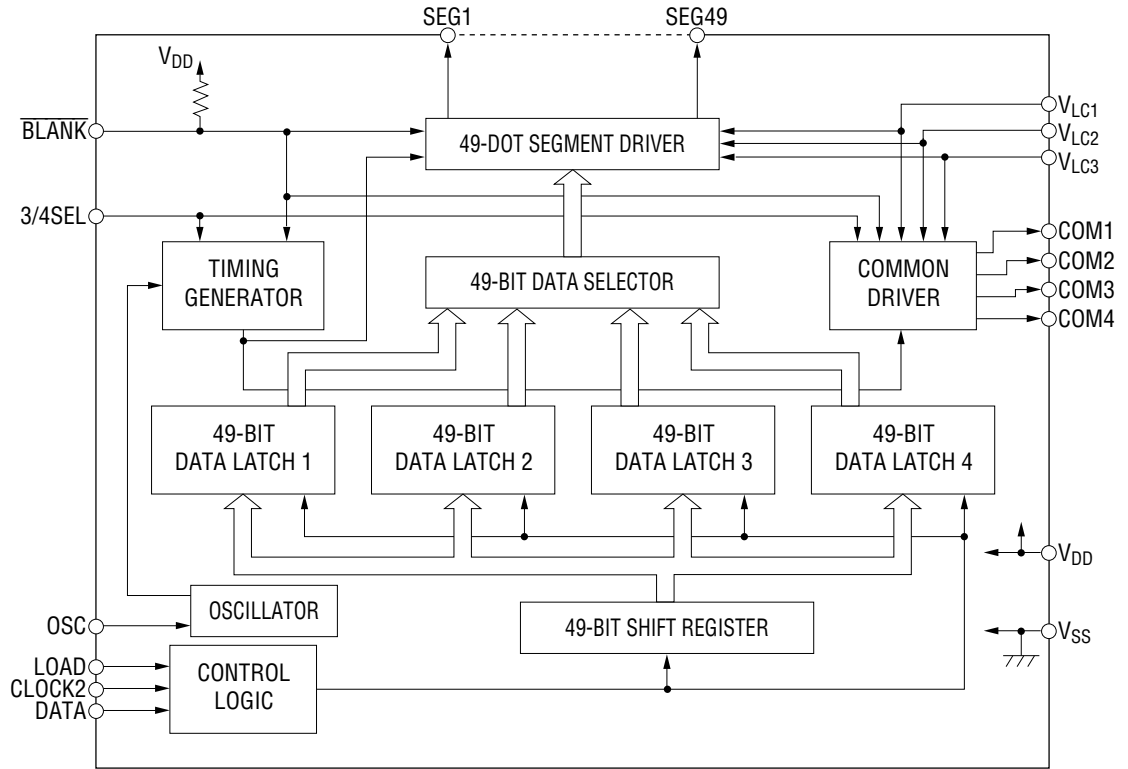 SEG1
SEG49
VDD
BLANK
49-DOT SEGMENT DRIVER
VLC1
VLC2
VLC3
3/4SEL
TIMING
GENERATOR
49-BIT DATA SELECTOR
COMMON
DRIVER
COM1
COM2
COM3
COM4
49-BIT
DATA LATCH 1
49-BIT
DATA LATCH 2
49-BIT
DATA LATCH 3
49-BIT
DATA LATCH 4
VDD
OSCILLATOR
49-BIT SHIFT REGISTER
OSC
VSS
LOAD
CLOCK2
DATA
CONTROL
LOGIC